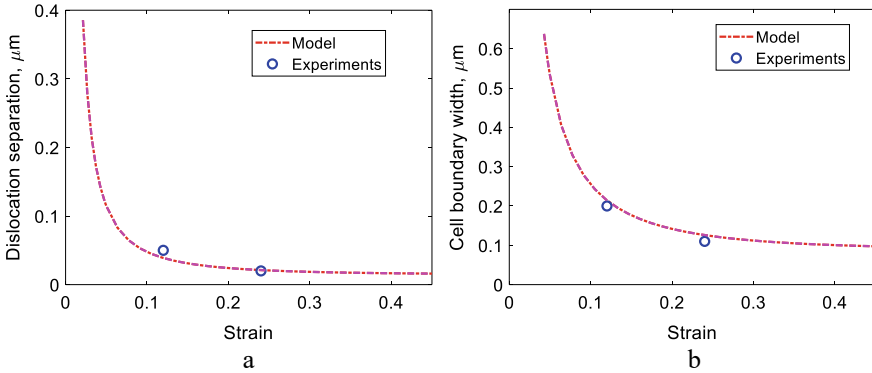 0.4
0.3
0.2
0.1
0
Dislocation separation, μm
Model
Experiments
0 0.1 0.2 0.3 0.4
Strain
a
0.6
0.5
0.4
0.3
0.2
0.1
0
Cell boundary width, μm
Model
Experiments
0 0.1 0.2 0.3 0.4
Strain
b